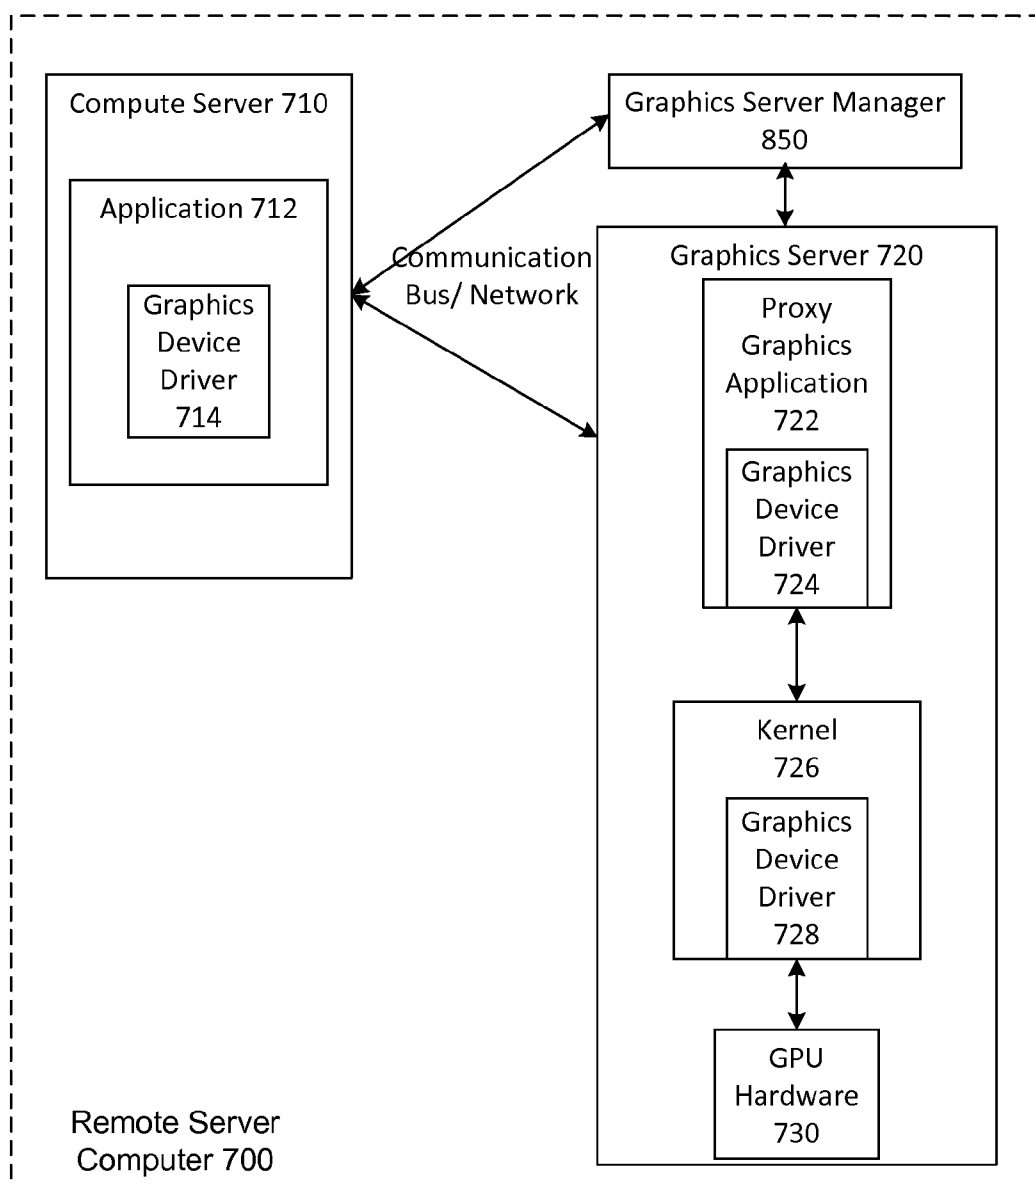 Compute Server 710
Application 712
Graphics
Device
Driver
714
Communication
Bus/ Network
Graphics Server Manager
850
Graphics Server 720
Proxy
Graphics
Application
722
Graphics
Device
Driver
724
Kernel
726
Graphics
Device
Driver
728
GPU
Hardware
730
Remote Server
Computer 700